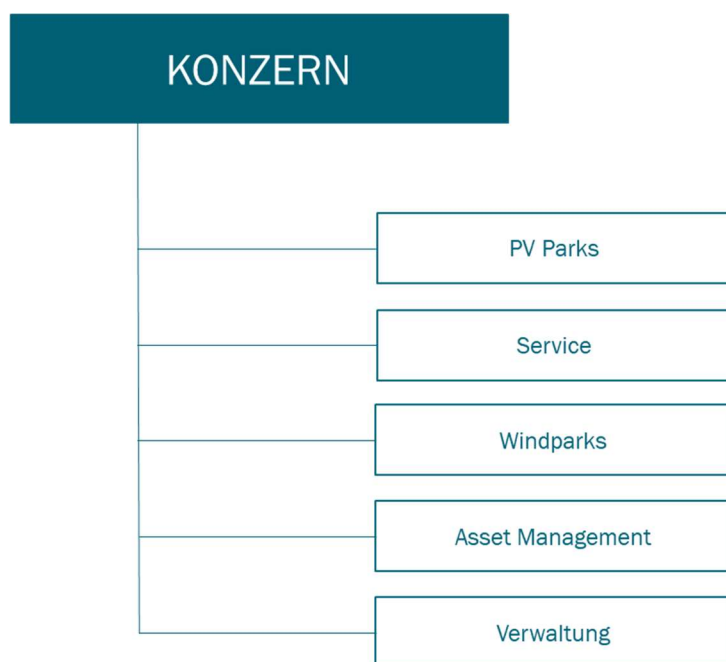 KONZERN
PV Parks
Service
Windparks
Asset Management
Verwaltung